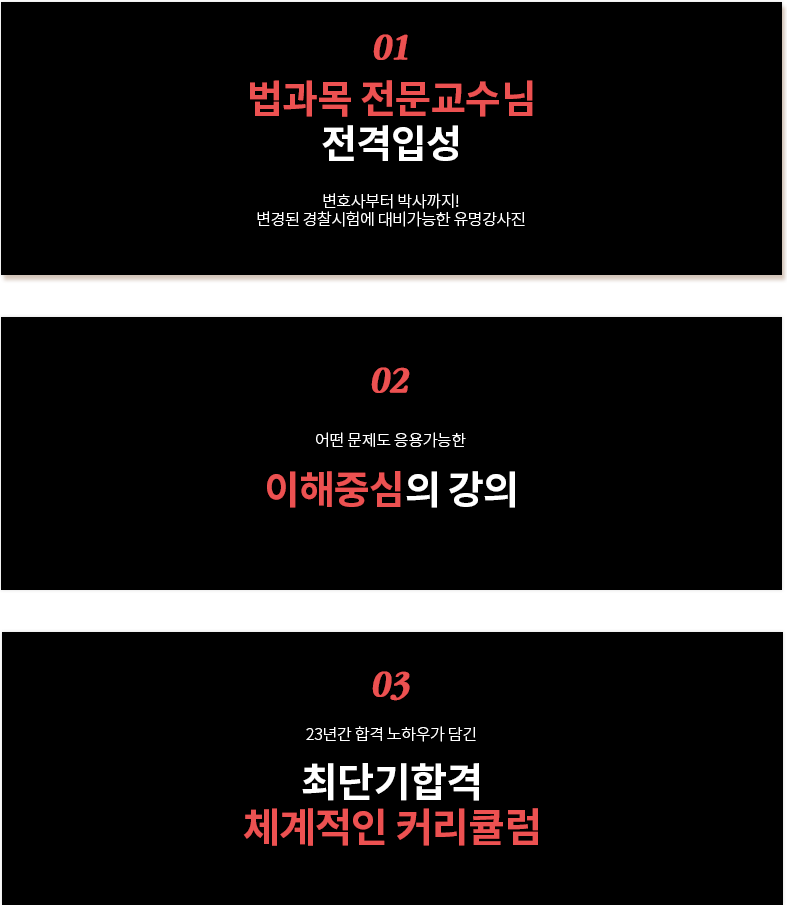 01
법과목 전문교수님
전격입성
변호사부터 박사까지!
변경된 경찰시험에 대비가능한 유명강사진
02
어떤 문제도 응용가능한
이해중심의 강의
03
23년간 합격 노하우가 담긴
최단기합격
체계적인 커리큘럼